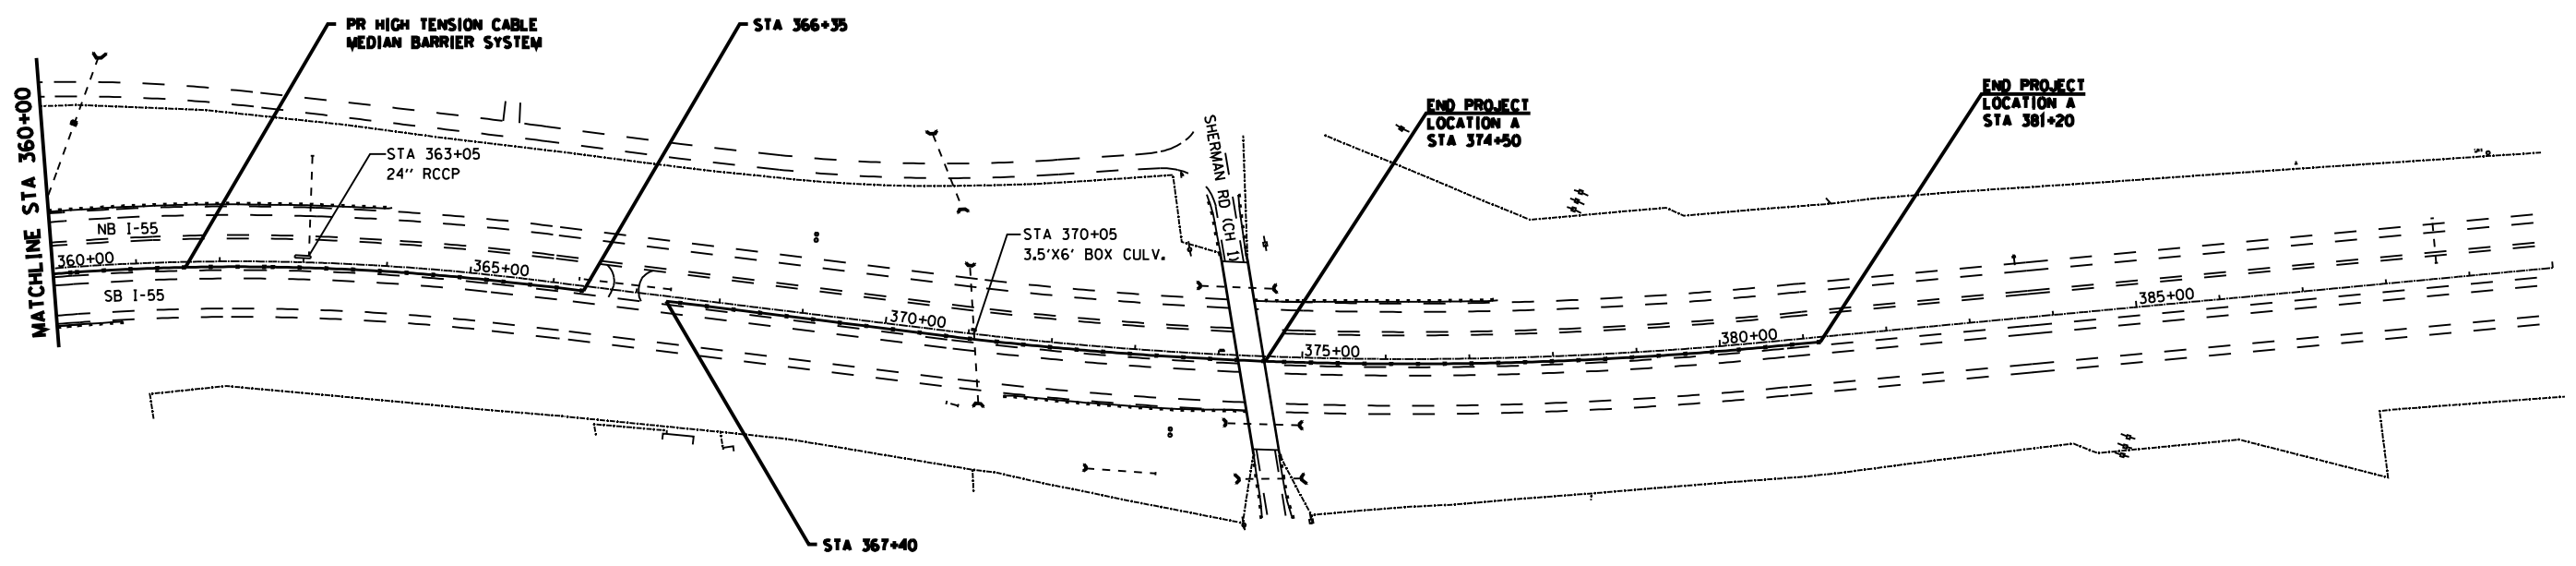 MATCHLINE STA 360+00
PR HIGH TENSION CABLE
MEDIAN BARRIER SYSTEM
STA 366+35
STA 363+05
24" RCCP
NB I-55
360+00
365+00
SB I-55
STA 367+40
370+00
STA 370+05
3.5'X6' BOX CULV.
SHERMAN RD (CH 1)
END PROJECT
LOCATION A
STA 374+50
375+00
380+00
END PROJECT
LOCATION A
STA 381+20
385+00